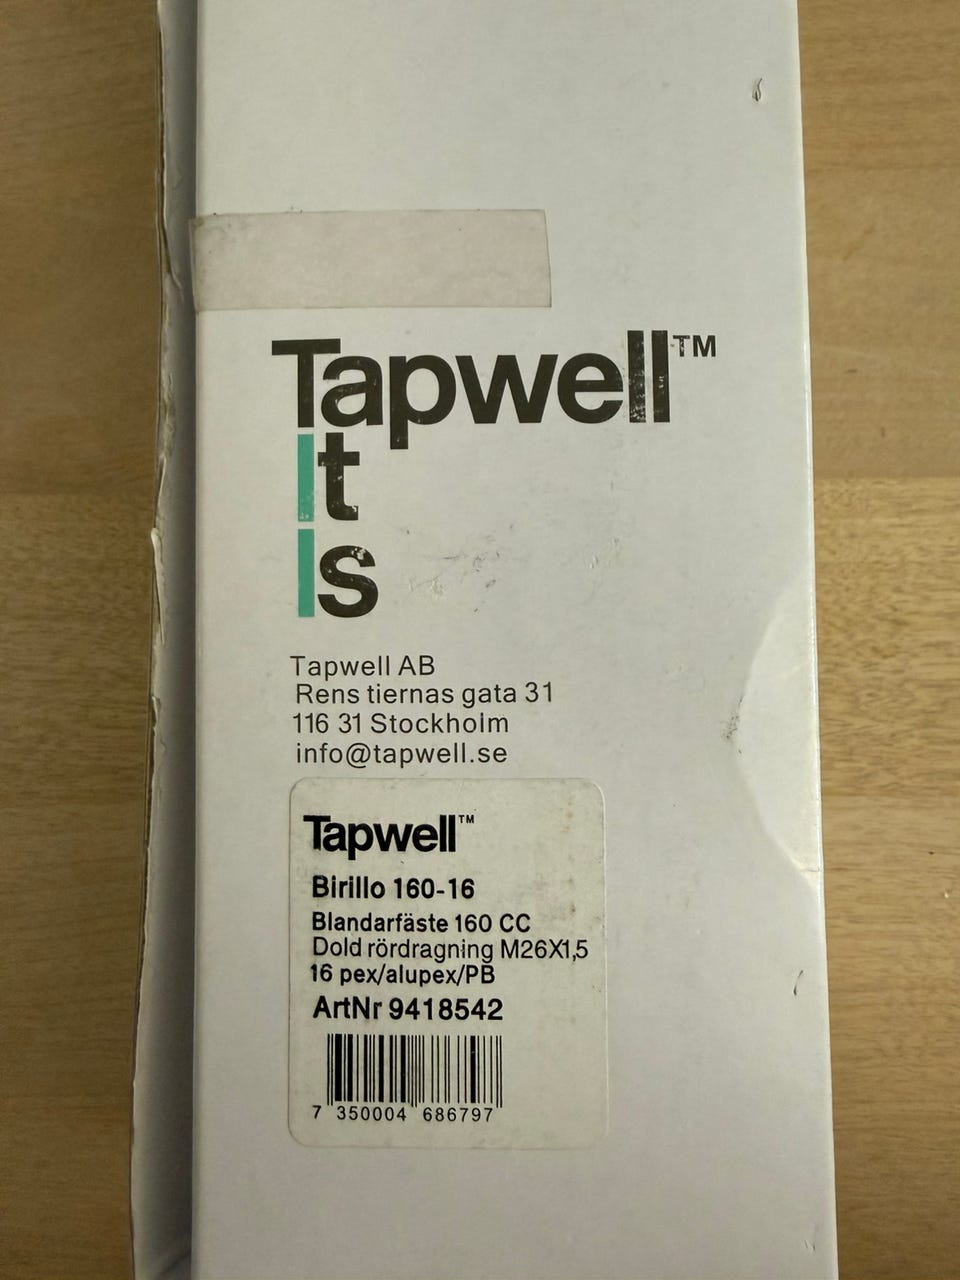 Tapwell™
It
Is
Tapwell AB
Rens tiernas gata 31
116 31 Stockholm
info@tapwell.se
Tapwell™
Birillo 160-16
Blandarfäste 160 CC
Dold rördragning M26X1,5
16 pex/alupex/PB
ArtNr 9418542
7 350004 686797